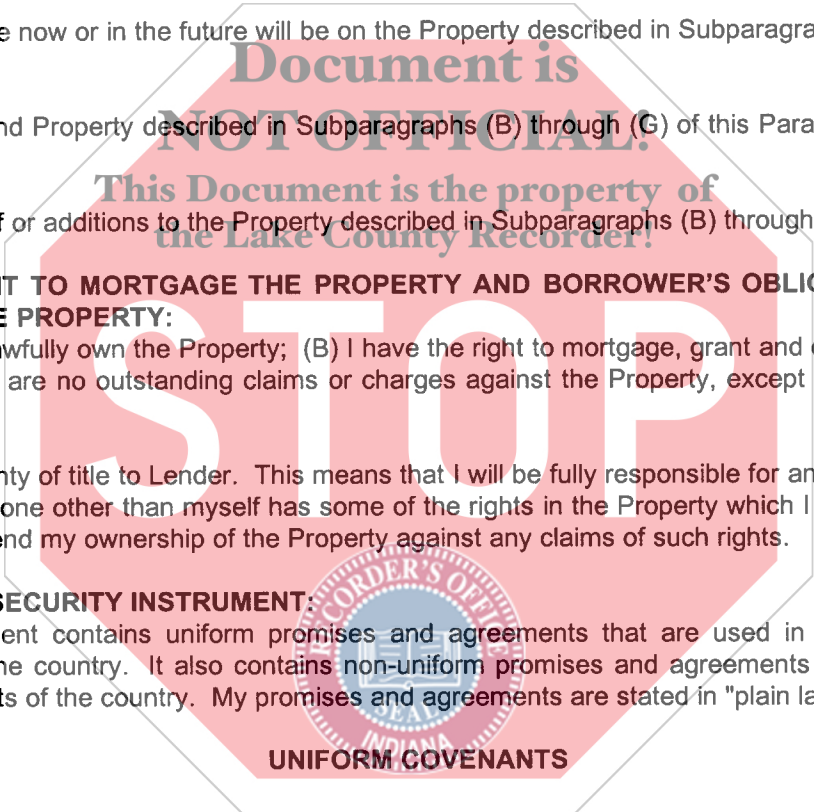 e now or in the future will be on the Property described in Subparagra
Document is
NOT OFFICIAL!
nd Property described in Subparagraphs (B) through (G) of this Para
This Document is the property of
the Lake County Recorder!
f or additions to the Property described in Subparagraphs (B) through
T TO MORTGAGE THE PROPERTY AND BORROWER'S OBLIG
E PROPERTY:
STOP
awfully own the Property; (B) I have the right to mortgage, grant and
are no outstanding claims or charges against the Property, except
nty of title to Lender. This means that I will be fully responsible for an
one other than myself has some of the rights in the Property which I
end my ownership of the Property against any claims of such rights.
SECURITY INSTRUMENT:
ent contains uniform promises and agreements that are used in
he country. It also contains non-uniform promises and agreements
ts of the country. My promises and agreements are stated in "plain la
RECORDER'S OFFICE
SEAL
INDIANA
UNIFORM COVENANTS